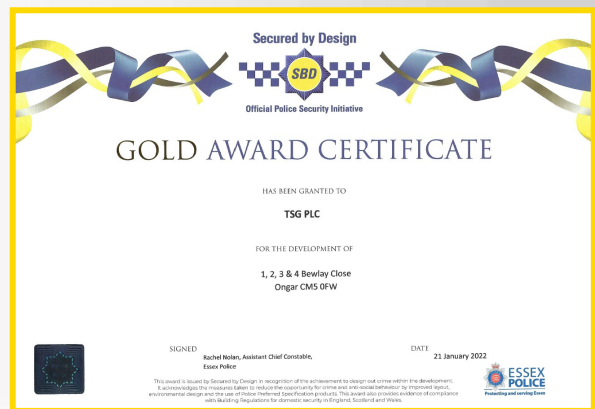 Secured by Design
SBD
Official Police Security Initiative
GOLD AWARD CERTIFICATE
HAS BEEN GRANTED TO
TSG PLC
FOR THE DEVELOPMENT OF
1, 2, 3 & 4 Bewlay Close
Ongar CM5 0FW
SIGNED
Rachel Nolan, Assistant Chief Constable,
Essex Police
DATE
21 January 2022
This award is issued by Secured by Design in recognition of the achievement to design out crime within the development.
It acknowledges the measures taken to reduce the opportunity for crime and anti-social behaviour by improved layout,
environmental design and the use of Police Preferred Specification products. This award also provides evidence of compliance
with Building Regulations for domestic security in England, Scotland and Wales.
ESSEX
POLICE
Protecting and serving Essex